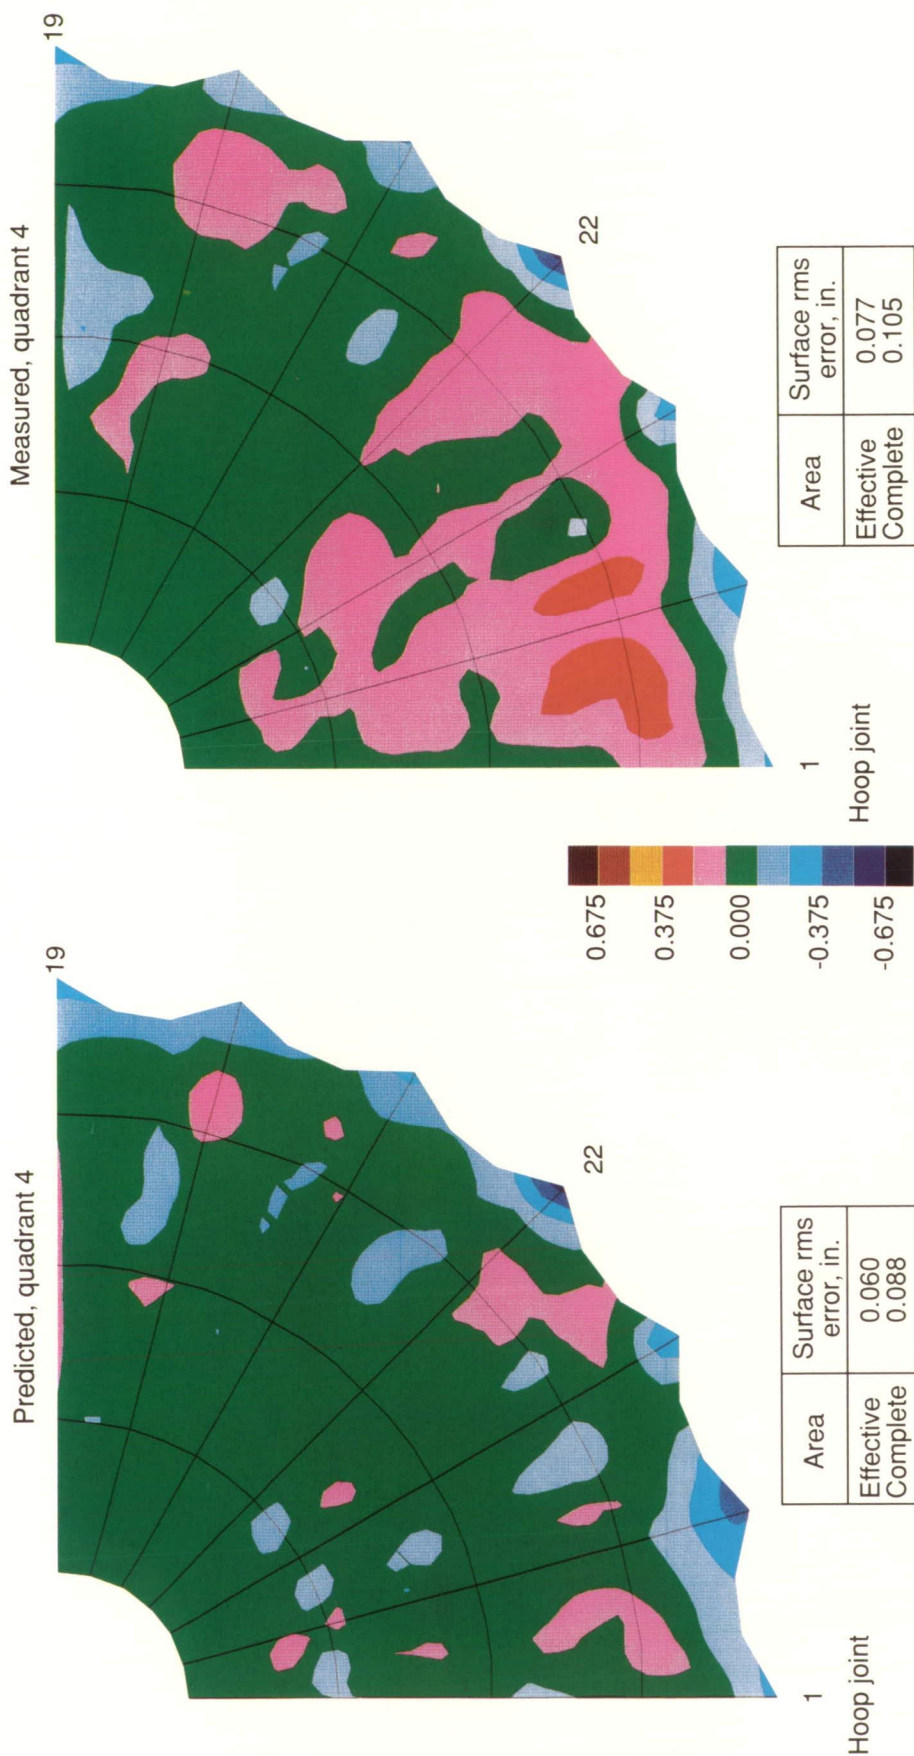 Predicted, quadrant 4
19
22
1
Hoop joint
Area
Surface rms
error, in.
Effective
0.060
Complete
0.088
0.675
0.375
0.000
-0.375
-0.675
Measured, quadrant 4
19
22
1
Hoop joint
Area
Surface rms
error, in.
Effective
0.077
Complete
0.105